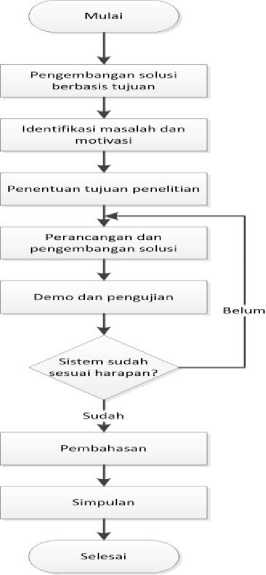 Mulai
Pengembangan solusi
berbasis tujuan
Identifikasi masalah dan
motivasi
Penentuan tujuan penelitian
Perancangan dan
pengembangan solusi
Demo dan pengujian
Belum
Sistem sudah
sesuai harapan?
Sudah
Pembahasan
Simpulan
Selesai